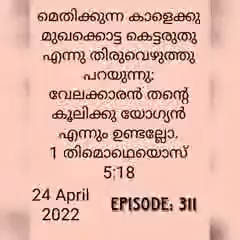 മെതിക്കുന്ന കാളെക്കു
മുഖക്കൊട്ട കെട്ടരുതു
എന്നു തിരുവെഴുത്തു
പറയുന്നു;
വേലക്കാരൻ തന്റെ
കൂലിക്കു യോഗ്യൻ
എന്നും ഉണ്ടല്ലോ.
1 തിമൊഥെയൊസ്
5:18
24 April
2022
EPISODE: 311